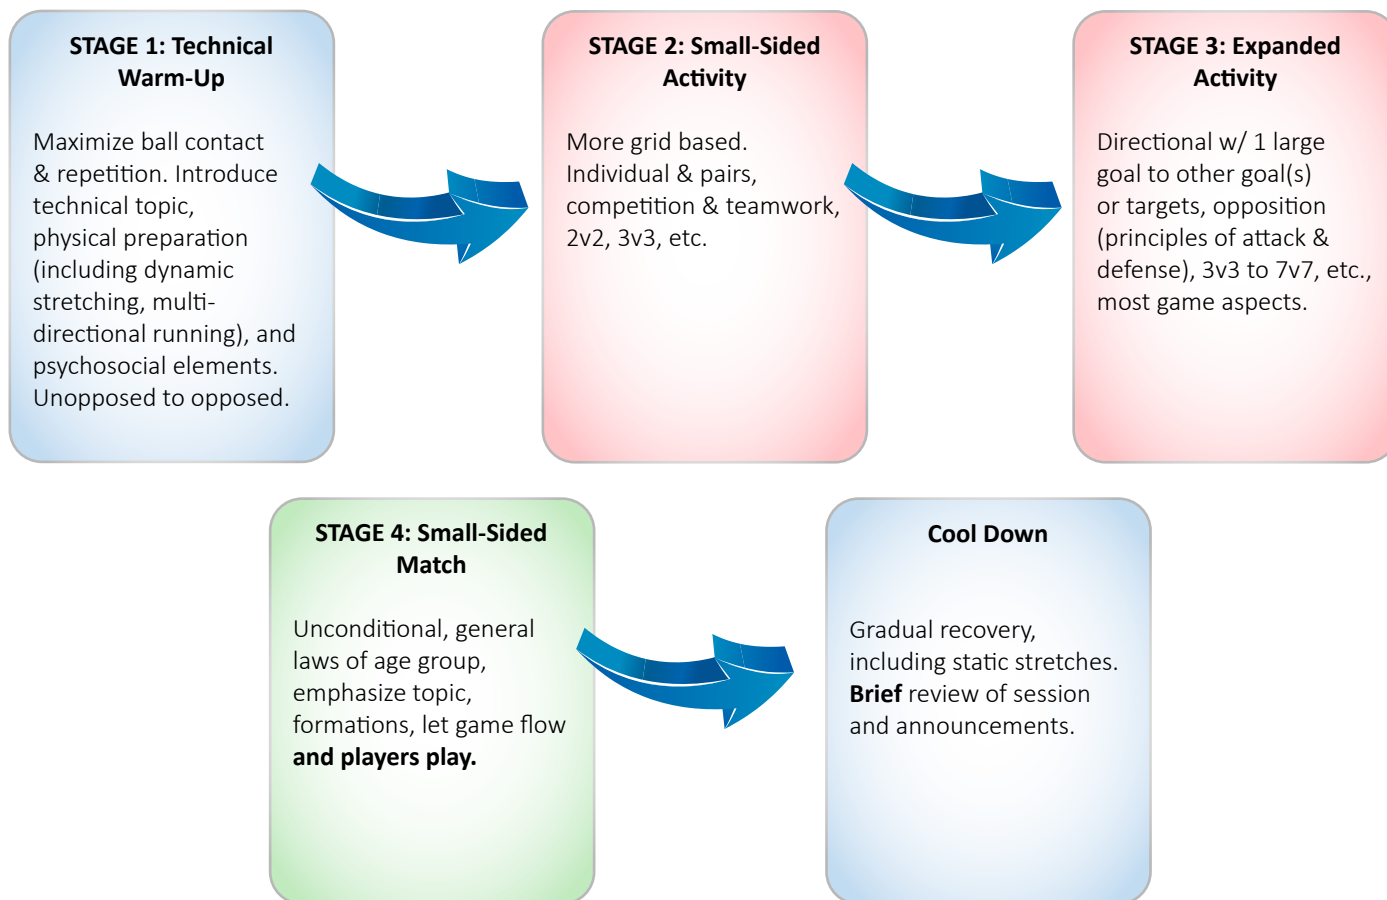 STAGE 1: Technical
Warm-Up
Maximize ball contact
& repetition. Introduce
technical topic,
physical preparation
(including dynamic
stretching, multi-
directional running), and
psychosocial elements.
Unopposed to opposed.
STAGE 2: Small-Sided
Activity
More grid based.
Individual & pairs,
competition & teamwork,
2v2, 3v3, etc.
STAGE 3: Expanded
Activity
Directional w/ 1 large
goal to other goal(s)
or targets, opposition
(principles of attack &
defense), 3v3 to 7v7, etc.,
most game aspects.
STAGE 4: Small-Sided
Match
Unconditional, general
laws of age group,
emphasize topic,
formations, let game flow
and players play.
Cool Down
Gradual recovery,
including static stretches.
Brief review of session
and announcements.